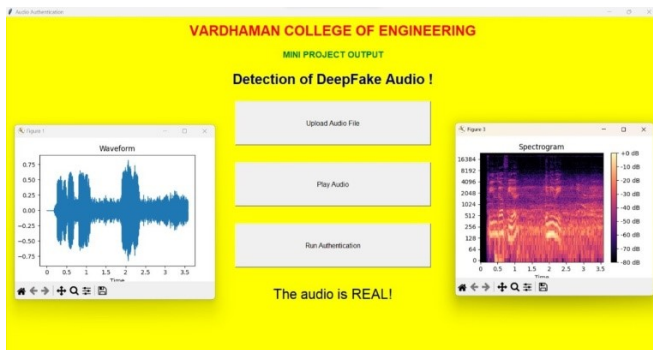 Audio Authentication
VARDHAMAN COLLEGE OF ENGINEERING
MINI PROJECT OUTPUT
Detection of DeepFake Audio !
Upload Audio File
Play Audio
Run Authentication
The audio is REAL!
Figure 1
Waveform
0.75
0.50
0.25
0.00
−0.25
−0.50
−0.75
0 0.5 1 1.5 2 2.5 3 3.5
Time
Spectrogram
16384
8192
4096
2048
1024
512
256
128
64
0
0 0.5 1 1.5 2 2.5 3 3.5
Time
+0 dB
-10 dB
-20 dB
-30 dB
-40 dB
-50 dB
-60 dB
-70 dB
-80 dB